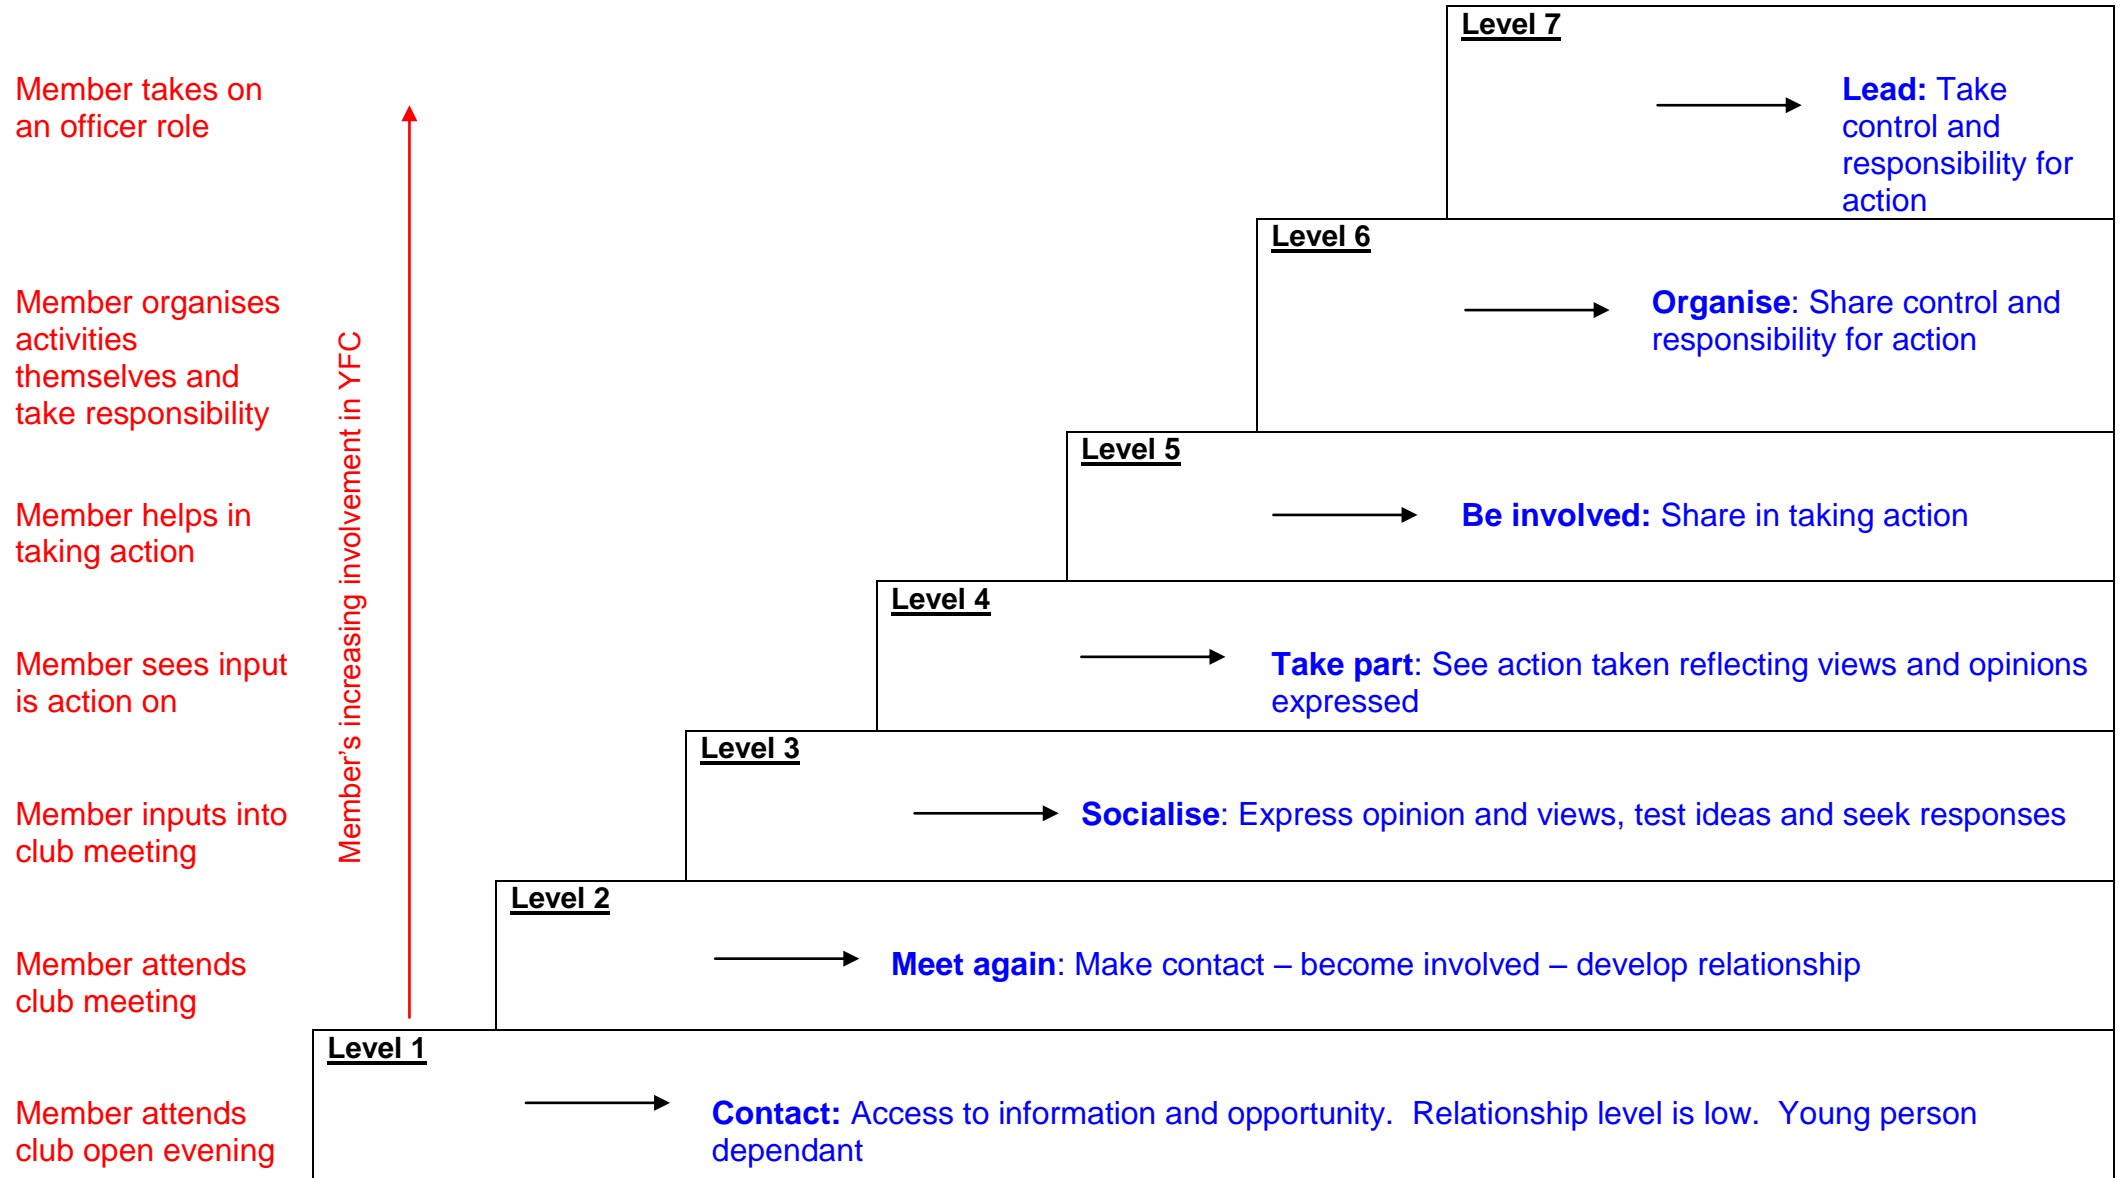 Level 7
Member takes on
an officer role
Lead: Take
control and
responsibility for
action
Level 6
Member organises
activities
themselves and
take responsibility
Organise: Share control and
responsibility for action
Member's increasing involvement in YFC
Level 5
Member helps in
taking action
Be involved: Share in taking action
Level 4
Member sees input
is action on
Take part: See action taken reflecting views and opinions
expressed
Level 3
Member inputs into
club meeting
Socialise: Express opinion and views, test ideas and seek responses
Level 2
Member attends
club meeting
Meet again: Make contact – become involved – develop relationship
Level 1
Member attends
club open evening
Contact: Access to information and opportunity.  Relationship level is low.  Young person
dependant